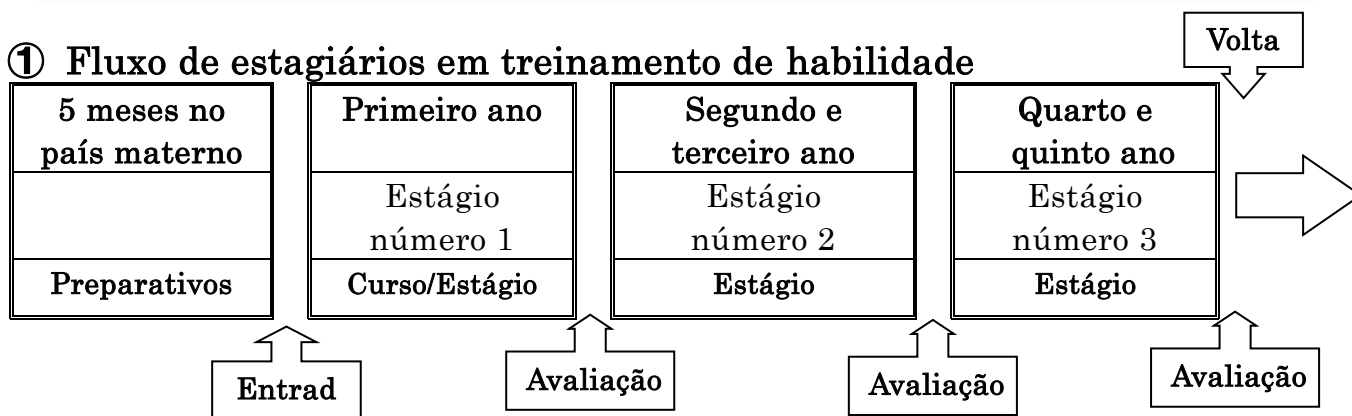 Volta
① Fluxo de estagiários em treinamento de habilidade
5 meses no
país materno
Preparativos
Primeiro ano
Estágio
número 1
Curso/Estágio
Segundo e
terceiro ano
Estágio
número 2
Estágio
Quarto e
quinto ano
Estágio
número 3
Estágio
Entrad
Avaliação
Avaliação
Avaliação